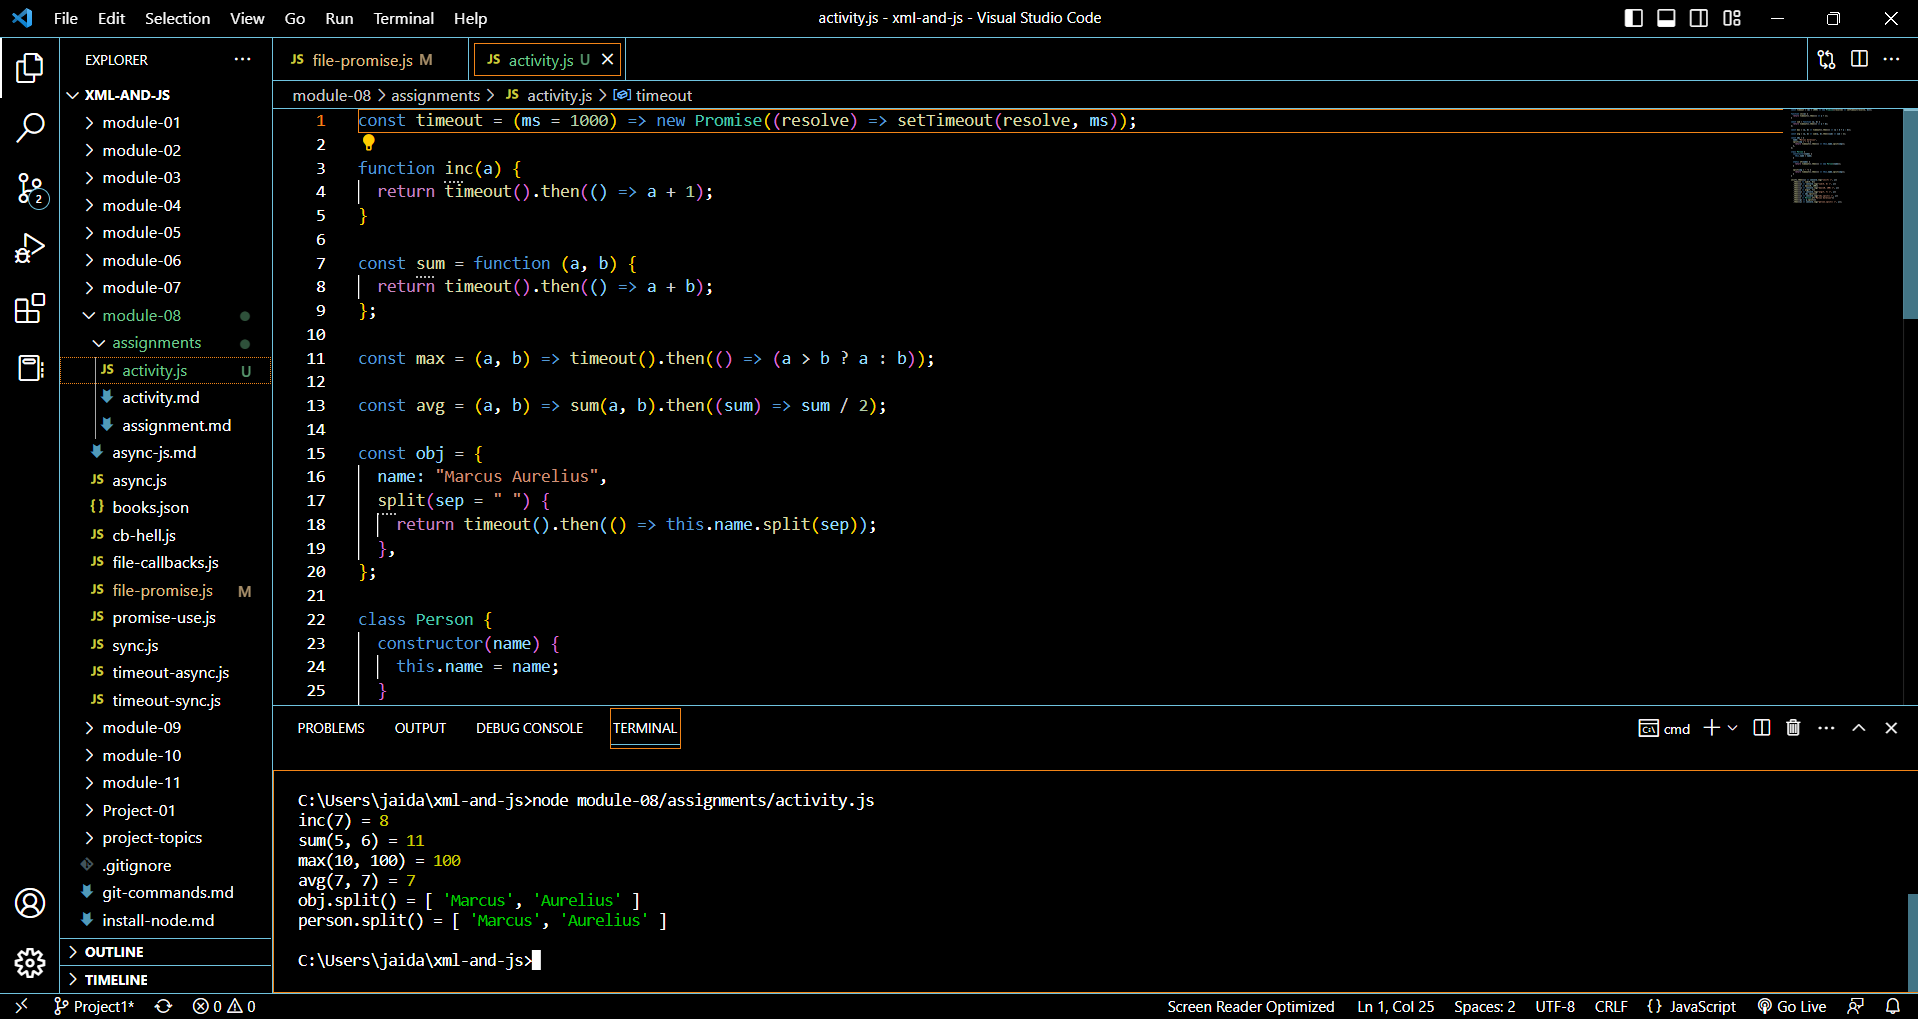 File Edit Selection View Go Run Terminal Help
activity.js - xml-and-js - Visual Studio Code
EXPLORER
JS file-promise.js M
JS activity.js U
module-08 > assignments > JS activity.js > timeout
XML-AND-JS
module-01
module-02
module-03
module-04
module-05
module-06
module-07
module-08
assignments
JS activity.js U
activity.md
assignment.md
async-js.md
JS async.js
{} books.json
JS cb-hell.js
JS file-callbacks.js
JS file-promise.js M
JS promise-use.js
JS sync.js
JS timeout-async.js
JS timeout-sync.js
module-09
module-10
module-11
Project-01
project-topics
.gitignore
git-commands.md
install-node.md
OUTLINE
TIMELINE
2
1 const timeout = (ms = 1000) => new Promise((resolve) => setTimeout(resolve, ms));
2
3 function inc(a) {
4 return timeout().then(() => a + 1);
5 }
6
7 const sum = function (a, b) {
8 return timeout().then(() => a + b);
9 };
10
11 const max = (a, b) => timeout().then(() => (a > b ? a : b));
12
13 const avg = (a, b) => sum(a, b).then((sum) => sum / 2);
14
15 const obj = {
16 name: "Marcus Aurelius",
17 split(sep = " ") {
18 return timeout().then(() => this.name.split(sep));
19 },
20 };
21
22 class Person {
23 constructor(name) {
24 this.name = name;
25 }
PROBLEMS OUTPUT DEBUG CONSOLE TERMINAL
cmd
C:\Users\jaida\xml-and-js>node module-08/assignments/activity.js
inc(7) = 8
sum(5, 6) = 11
max(10, 100) = 100
avg(7, 7) = 7
obj.split() = [ 'Marcus', 'Aurelius' ]
person.split() = [ 'Marcus', 'Aurelius' ]
C:\Users\jaida\xml-and-js>
Project1* 0 0
Screen Reader Optimized Ln 1, Col 25 Spaces: 2 UTF-8 CRLF {} JavaScript Go Live